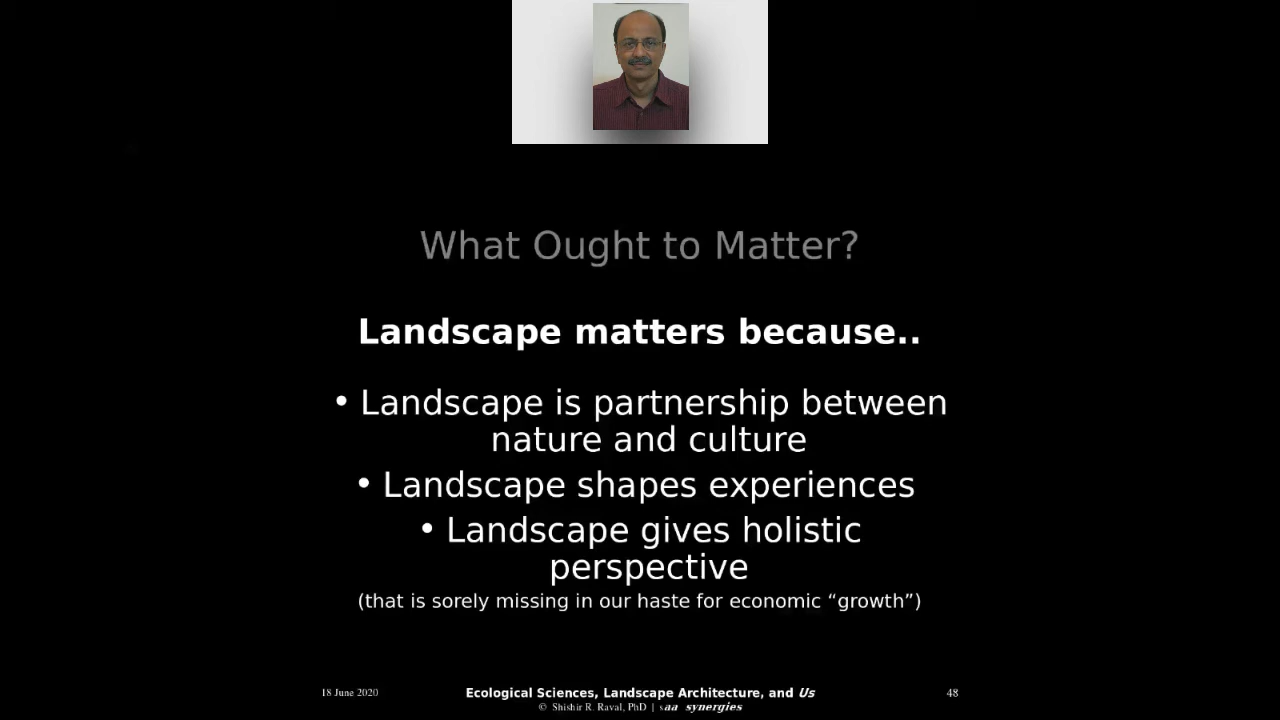 What Ought to Matter?
Landscape matters because..
• Landscape is partnership between
nature and culture
• Landscape shapes experiences
• Landscape gives holistic
perspective
(that is sorely missing in our haste for economic “growth”)
18 June 2020
Ecological Sciences, Landscape Architecture, and Us
48
© Shishir R. Raval, PhD | saa synergies